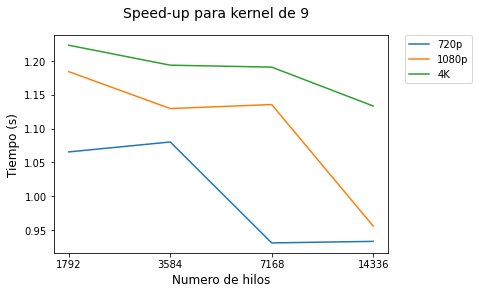 Speed-up para kernel de 9
720p
1080p
4K
Tiempo (s)
1.20
1.15
1.10
1.05
1.00
0.95
1792
3584
7168
14336
Numero de hilos